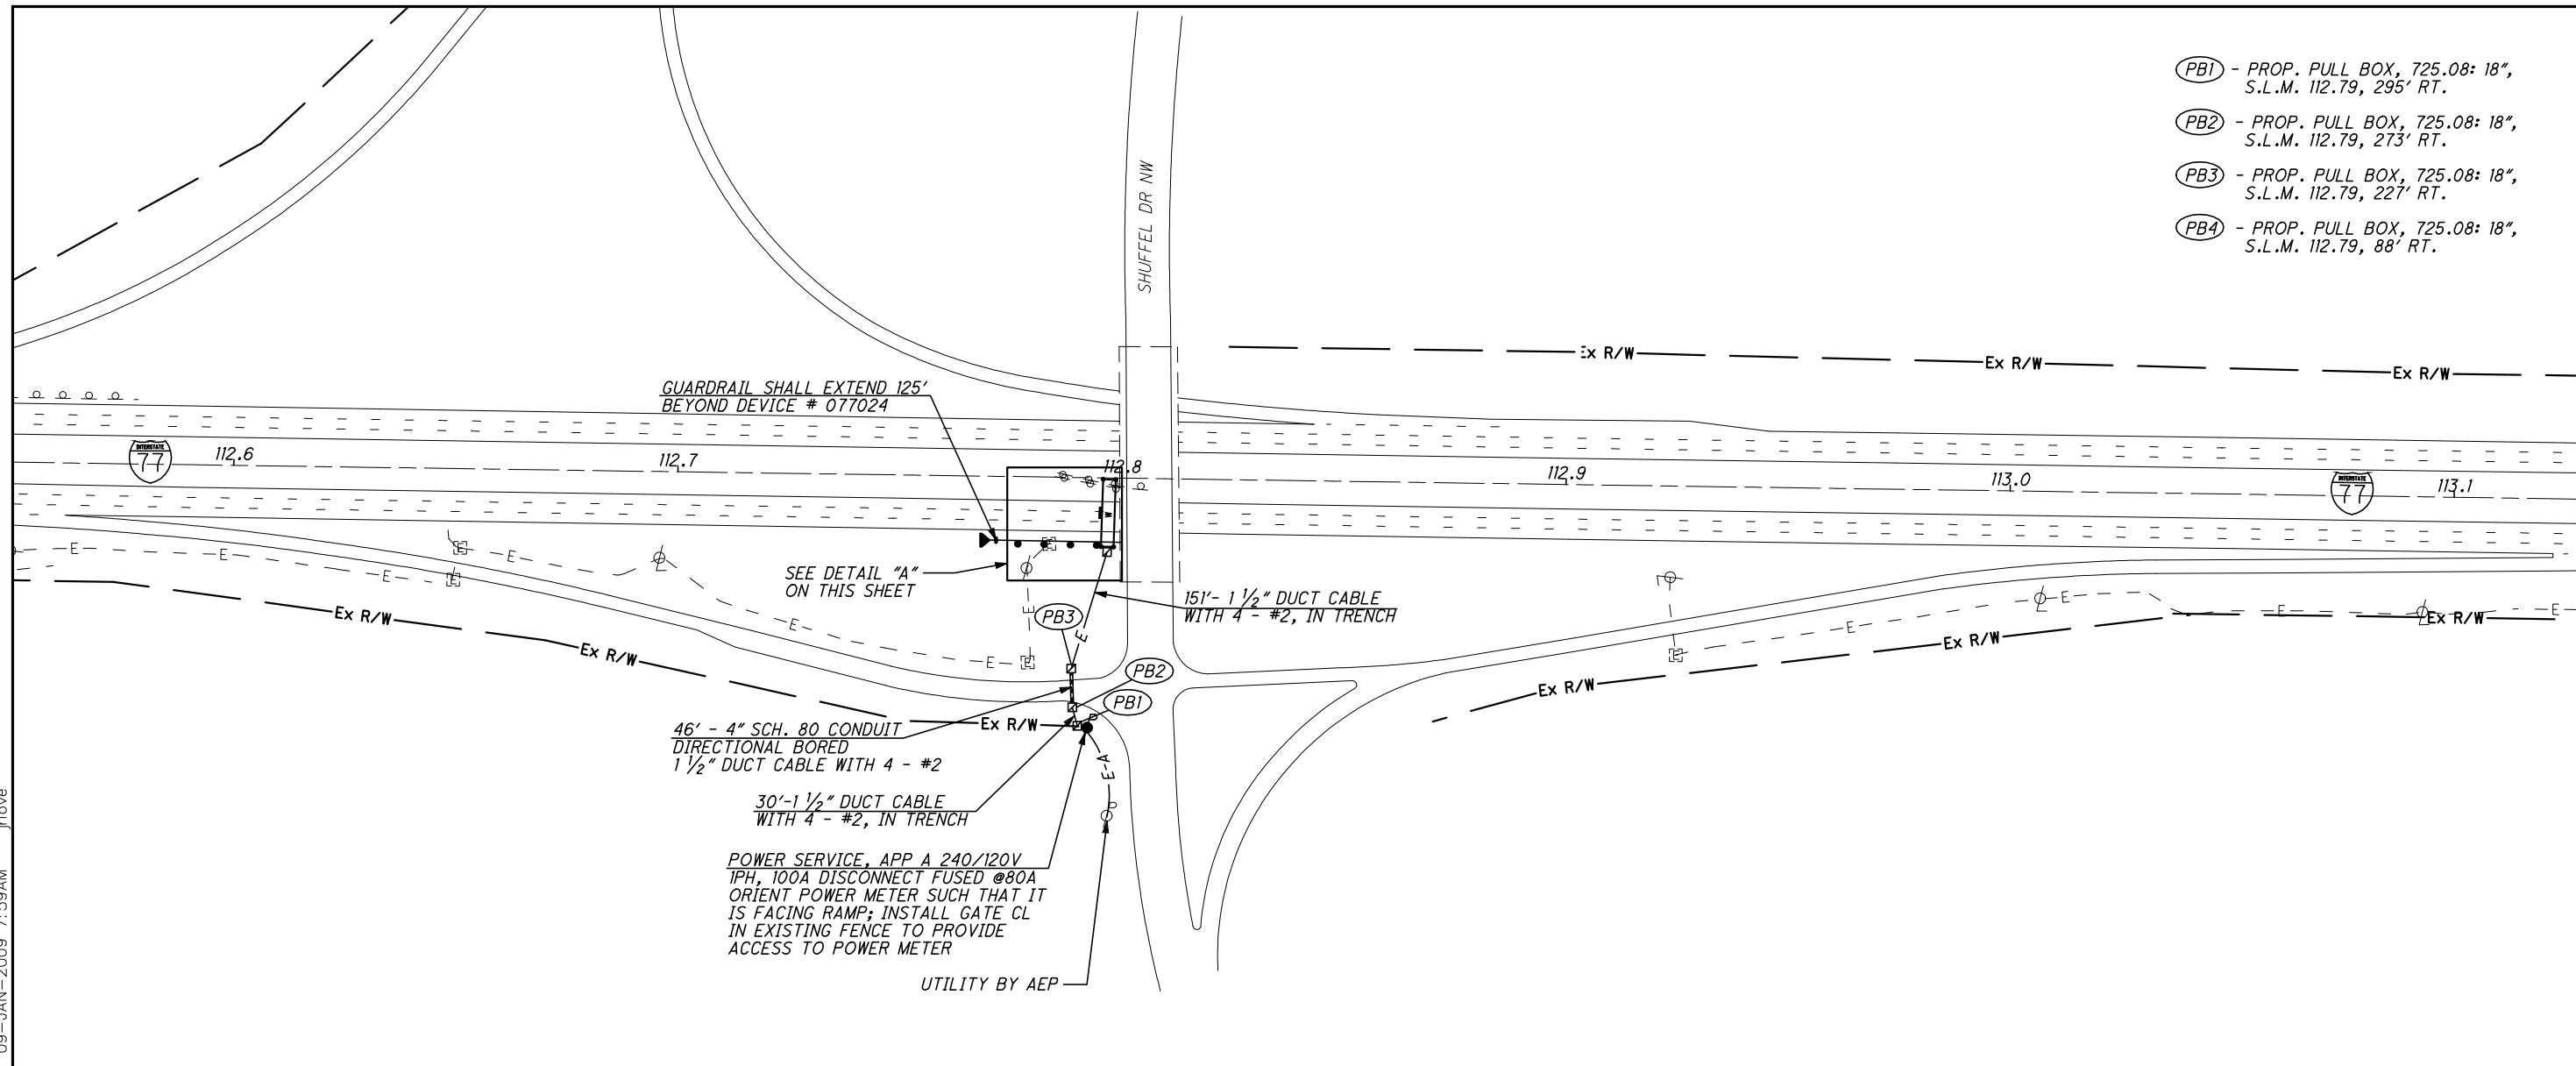 PB1 - PROP. PULL BOX, 725.08: 18",
S.L.M. 112.79, 295' RT.
PB2 - PROP. PULL BOX, 725.08: 18",
S.L.M. 112.79, 273' RT.
PB3 - PROP. PULL BOX, 725.08: 18",
S.L.M. 112.79, 227' RT.
PB4 - PROP. PULL BOX, 725.08: 18",
S.L.M. 112.79, 88' RT.
SHUFFEL DR NW
Ex R/W
Ex R/W
Ex R/W
GUARDRAIL SHALL EXTEND 125'
BEYOND DEVICE # 077024
INTERSTATE
77
112.6
112.7
112.8
112.9
113.0
INTERSTATE
77
113.1
W
E
E
E
E
E
E
E
E
E
E
E
E
SEE DETAIL "A"
ON THIS SHEET
151'- 1 1/2" DUCT CABLE
WITH 4 - #2, IN TRENCH
PB3
E
PB2
PB1
Ex R/W
Ex R/W
Ex R/W
Ex R/W
Ex R/W
Ex R/W
46' - 4" SCH. 80 CONDUIT
DIRECTIONAL BORED
1 1/2" DUCT CABLE WITH 4 - #2
E-A
30'-1 1/2" DUCT CABLE
WITH 4 - #2, IN TRENCH
POWER SERVICE, APP A 240/120V
1PH, 100A DISCONNECT FUSED @80A
ORIENT POWER METER SUCH THAT IT
IS FACING RAMP; INSTALL GATE CL
IN EXISTING FENCE TO PROVIDE
ACCESS TO POWER METER
UTILITY BY AEP
09-JAN-2009 7:59AM jhove